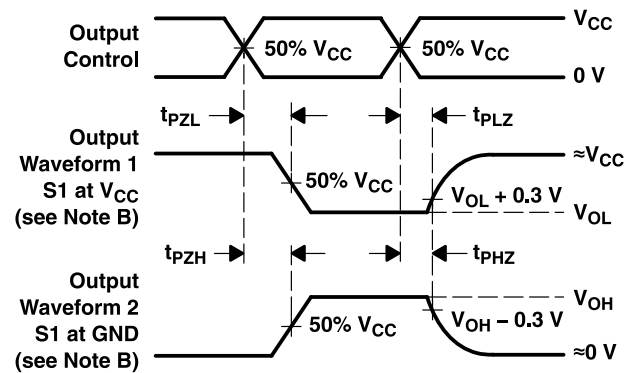 Output
Control
50% VCC
50% VCC
VCC
0 V
tPZL
tPLZ
Output
Waveform 1
S1 at VCC
(see Note B)
50% VCC
≈VCC
VOL + 0.3 V
VOL
tPZH
tPHZ
Output
Waveform 2
S1 at GND
(see Note B)
50% VCC
VOH
VOH − 0.3 V
≈0 V